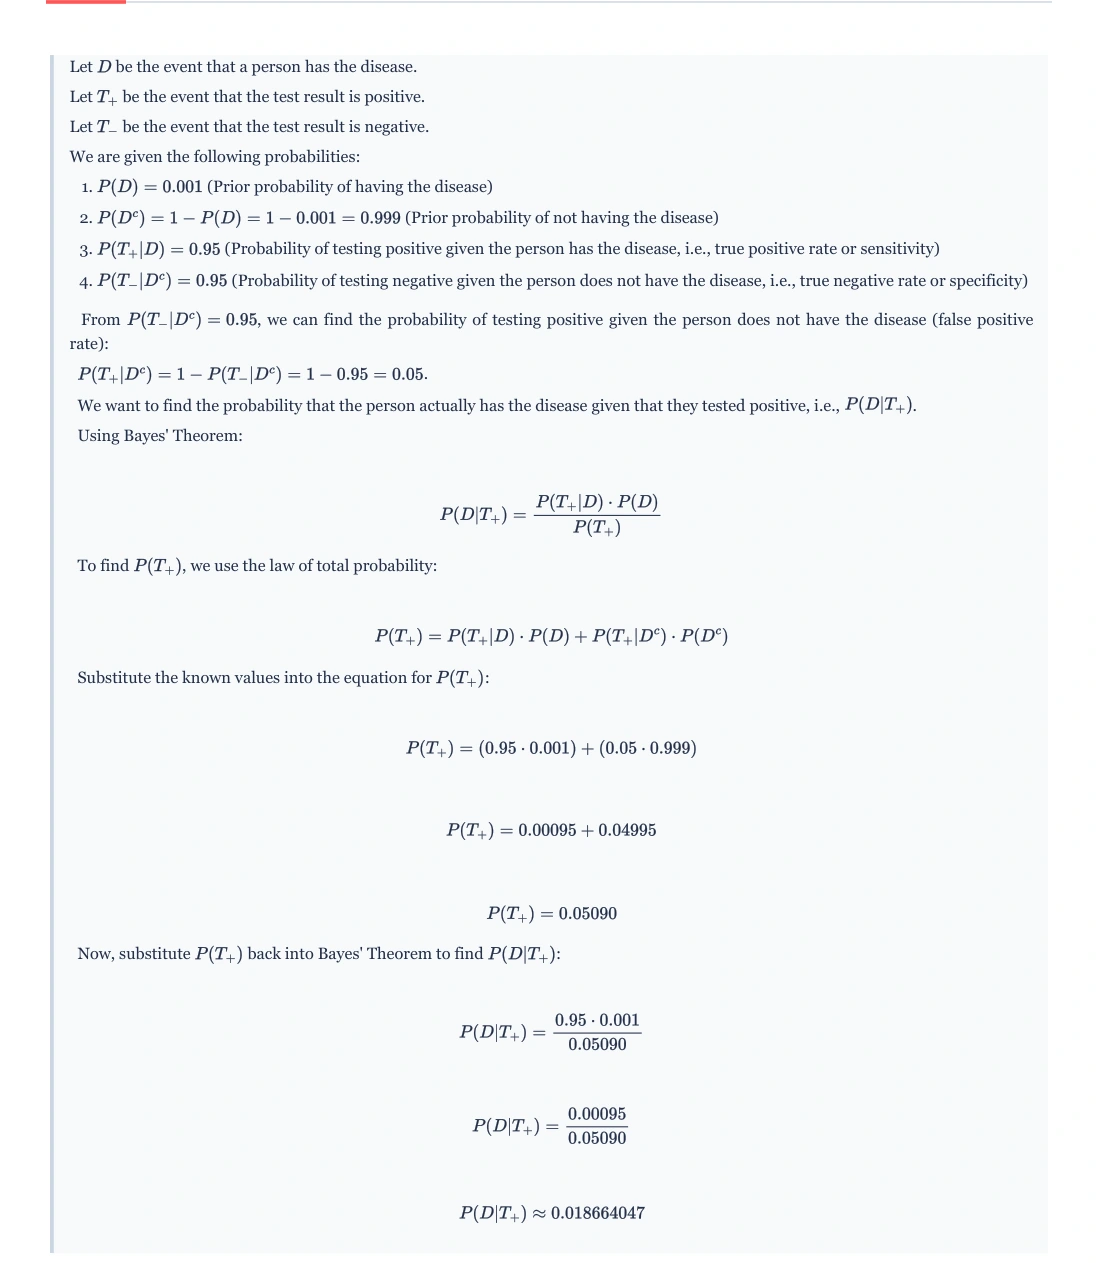 Let D be the event that a person has the disease.
Let T₊ be the event that the test result is positive.
Let T₋ be the event that the test result is negative.
We are given the following probabilities:
1. P(D) = 0.001 (Prior probability of having the disease)
2. P(Dᶜ) = 1 − P(D) = 1 − 0.001 = 0.999 (Prior probability of not having the disease)
3. P(T₊|D) = 0.95 (Probability of testing positive given the person has the disease, i.e., true positive rate or sensitivity)
4. P(T₋|Dᶜ) = 0.95 (Probability of testing negative given the person does not have the disease, i.e., true negative rate or specificity)
From P(T₋|Dᶜ) = 0.95, we can find the probability of testing positive given the person does not have the disease (false positive
rate):
P(T₊|Dᶜ) = 1 − P(T₋|Dᶜ) = 1 − 0.95 = 0.05.
We want to find the probability that the person actually has the disease given that they tested positive, i.e., P(D|T₊).
Using Bayes' Theorem:
P(D|T₊) = \frac{P(T₊|D) · P(D)}{P(T₊)}
To find P(T₊), we use the law of total probability:
P(T₊) = P(T₊|D) · P(D) + P(T₊|Dᶜ) · P(Dᶜ)
Substitute the known values into the equation for P(T₊):
P(T₊) = (0.95 · 0.001) + (0.05 · 0.999)
P(T₊) = 0.00095 + 0.04995
P(T₊) = 0.05090
Now, substitute P(T₊) back into Bayes' Theorem to find P(D|T₊):
P(D|T₊) = \frac{0.95 · 0.001}{0.05090}
P(D|T₊) = \frac{0.00095}{0.05090}
P(D|T₊) ≈ 0.018664047